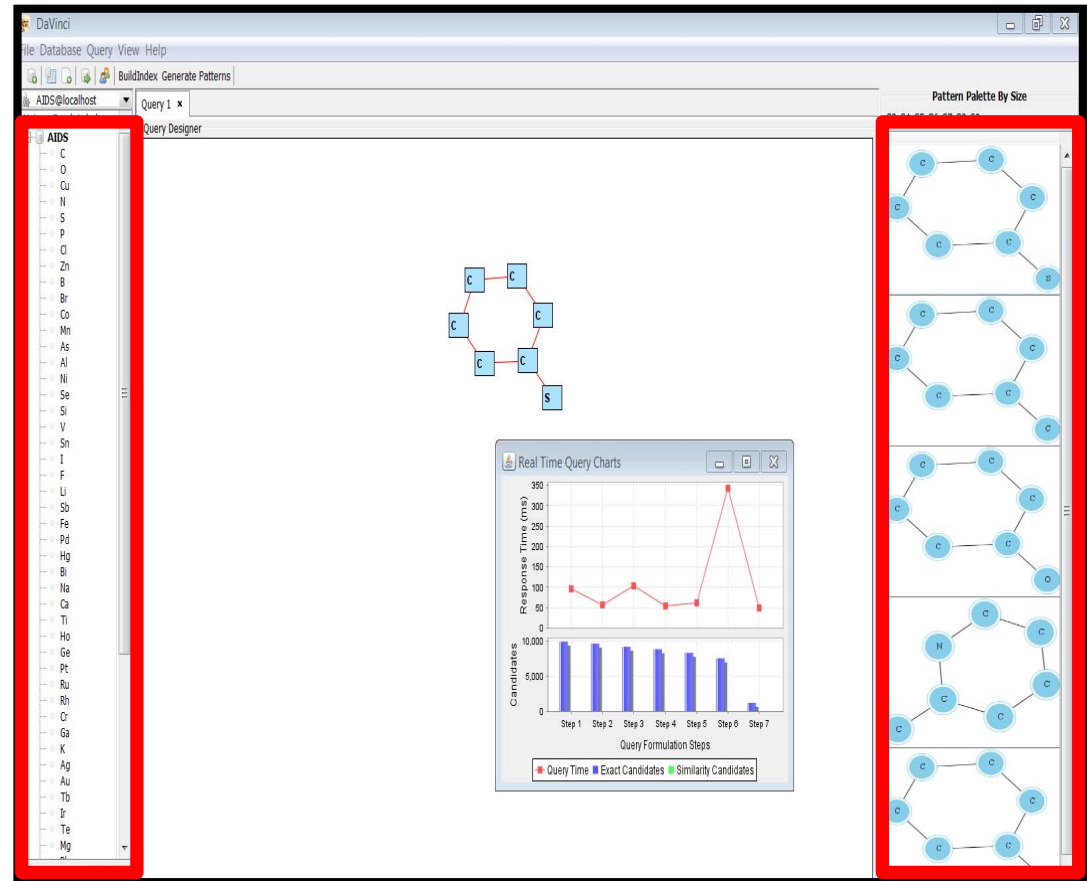 DaVinci
File Database Query View Help
BuildIndex Generate Patterns
AIDS@localhost
Query 1 ×
Pattern Palette By Size
Query Designer
AIDS
C
O
Cu
N
S
P
Cl
Zn
B
Br
Co
Mn
As
Al
Ni
Se
Si
V
Sn
I
F
Li
Sb
Fe
Pd
Hg
Bi
Na
Ca
Ti
Ho
Ge
Pt
Ru
Rh
Cr
Ga
K
Ag
Au
Tb
Ir
Te
Mg
C C
C C
C C
S
Real Time Query Charts
Response Time (ms)
350
300
250
200
150
100
50
0
Candidates
10,000
5,000
0
Step 1 Step 2 Step 3 Step 4 Step 5 Step 6 Step 7
Query Formulation Steps
Query Time Exact Candidates Similarity Candidates
C C
C C
C C
C C
C C
C C
C
C C
C C
C C
O
C
N C
C C
C C
C C
C C
C C